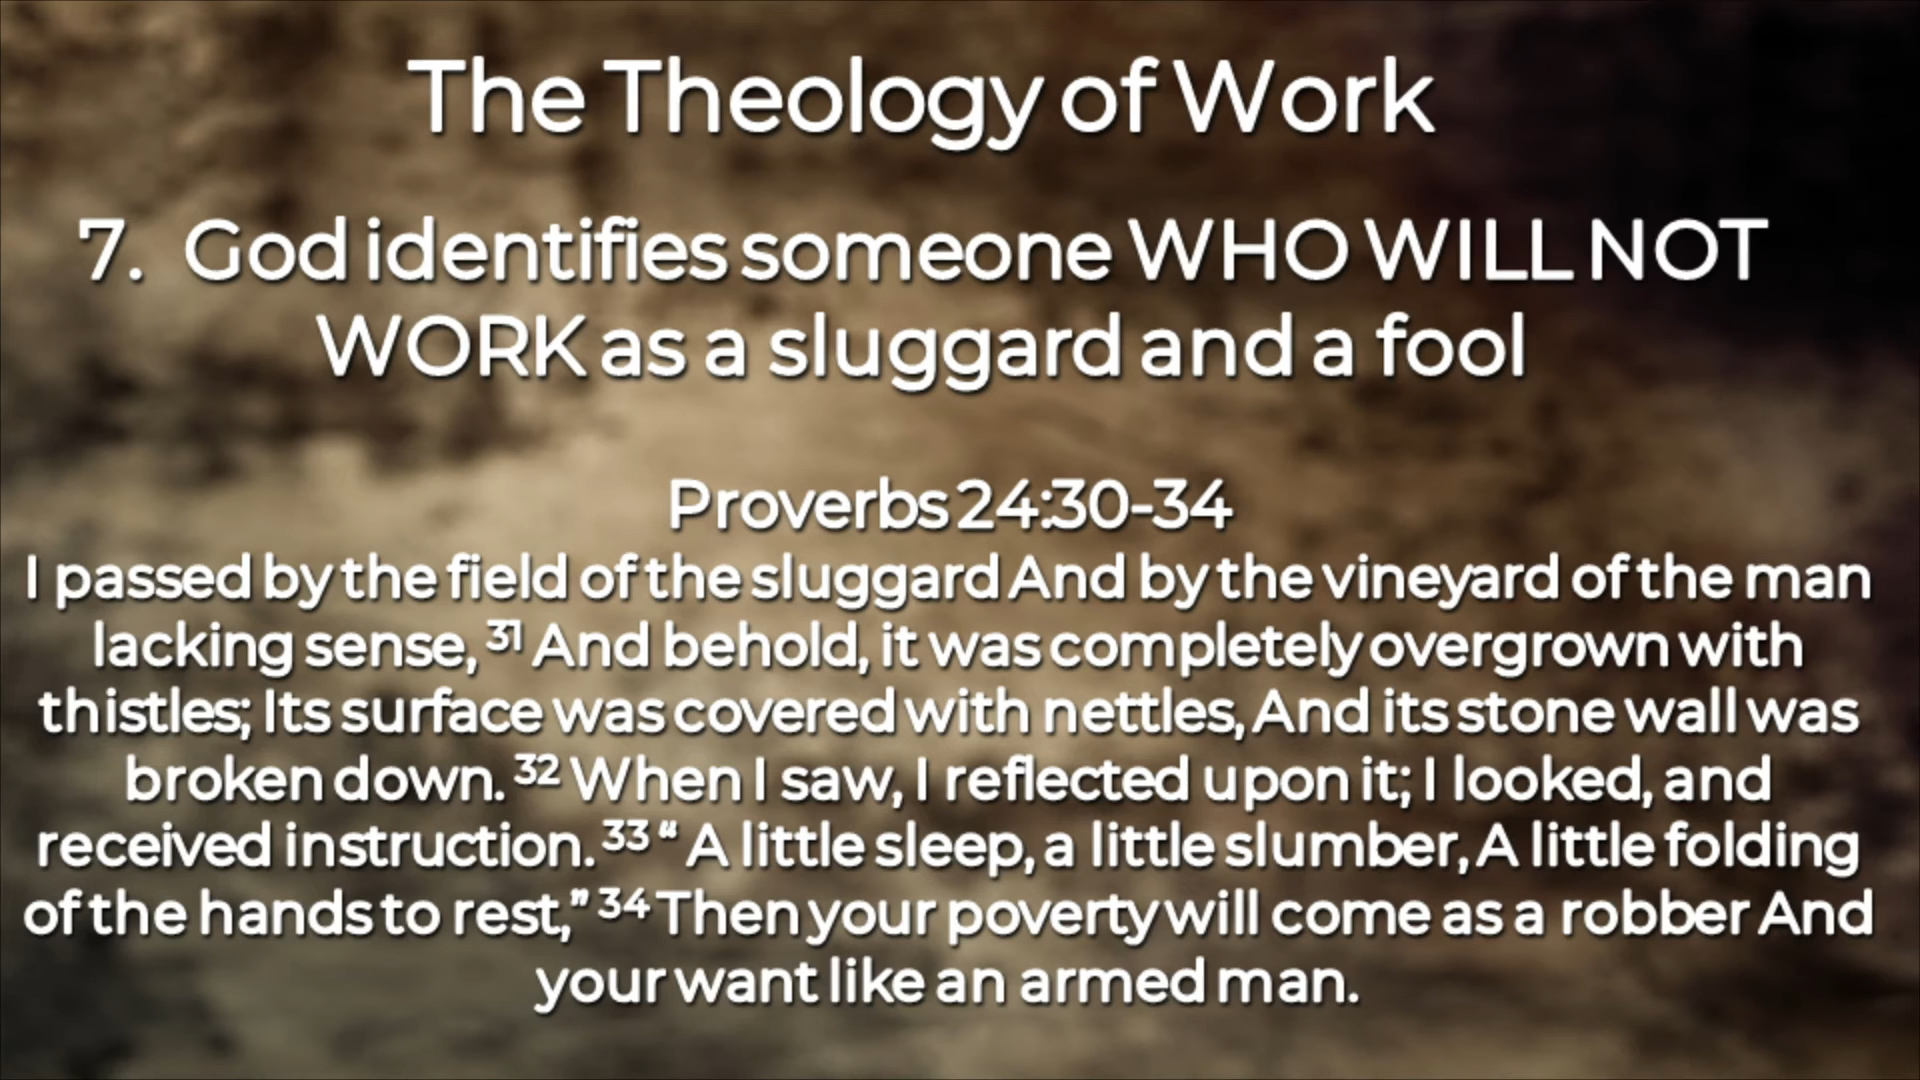 The Theology of Work
7. God identifies someone WHO WILL NOT
WORK as a sluggard and a fool
Proverbs 24:30-34
I passed by the field of the sluggard And by the vineyard of the man
lacking sense, 31 And behold, it was completely overgrown with
thistles; Its surface was covered with nettles, And its stone wall was
broken down. 32 When I saw, I reflected upon it; I looked, and
received instruction. 33 “ A little sleep, a little slumber, A little folding
of the hands to rest,” 34 Then your poverty will come as a robber And
your want like an armed man.